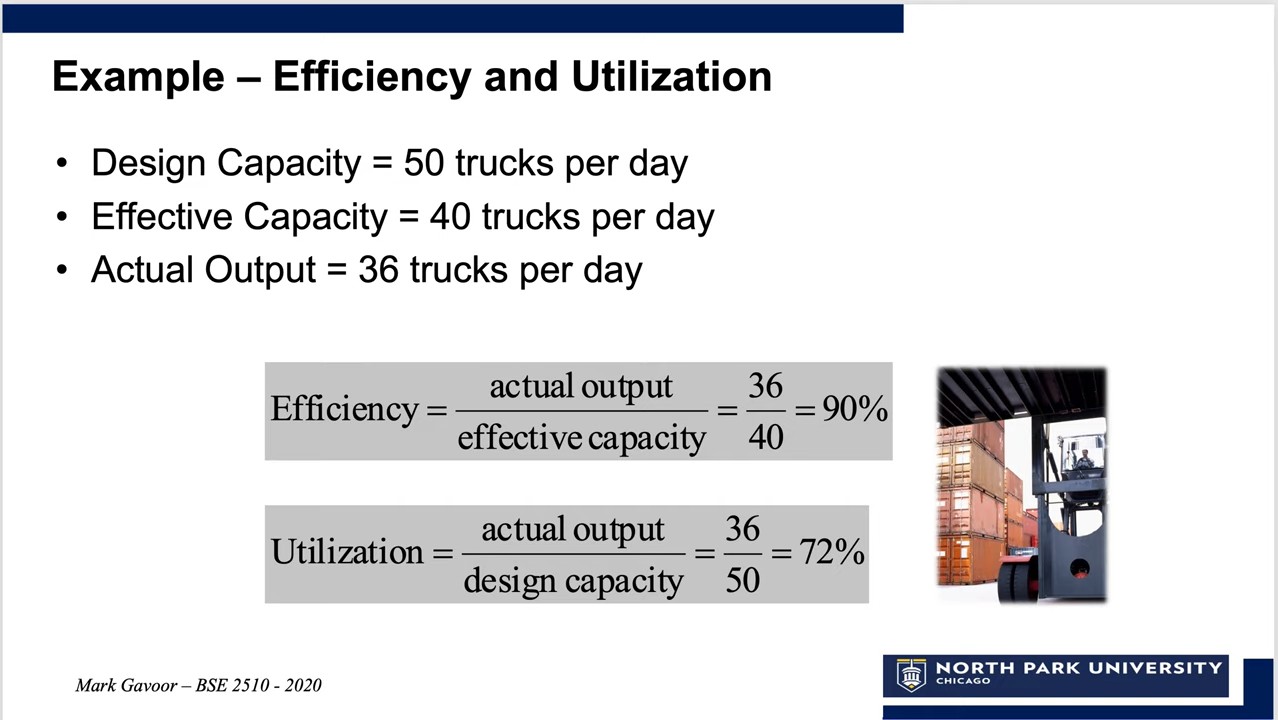 Example – Efficiency and Utilization
• Design Capacity = 50 trucks per day
• Effective Capacity = 40 trucks per day
• Actual Output = 36 trucks per day
Efficiency = actual output / effective capacity = 36 / 40 = 90%
Utilization = actual output / design capacity = 36 / 50 = 72%
Mark Gavoor – BSE 2510 - 2020
NORTH PARK UNIVERSITY
CHICAGO